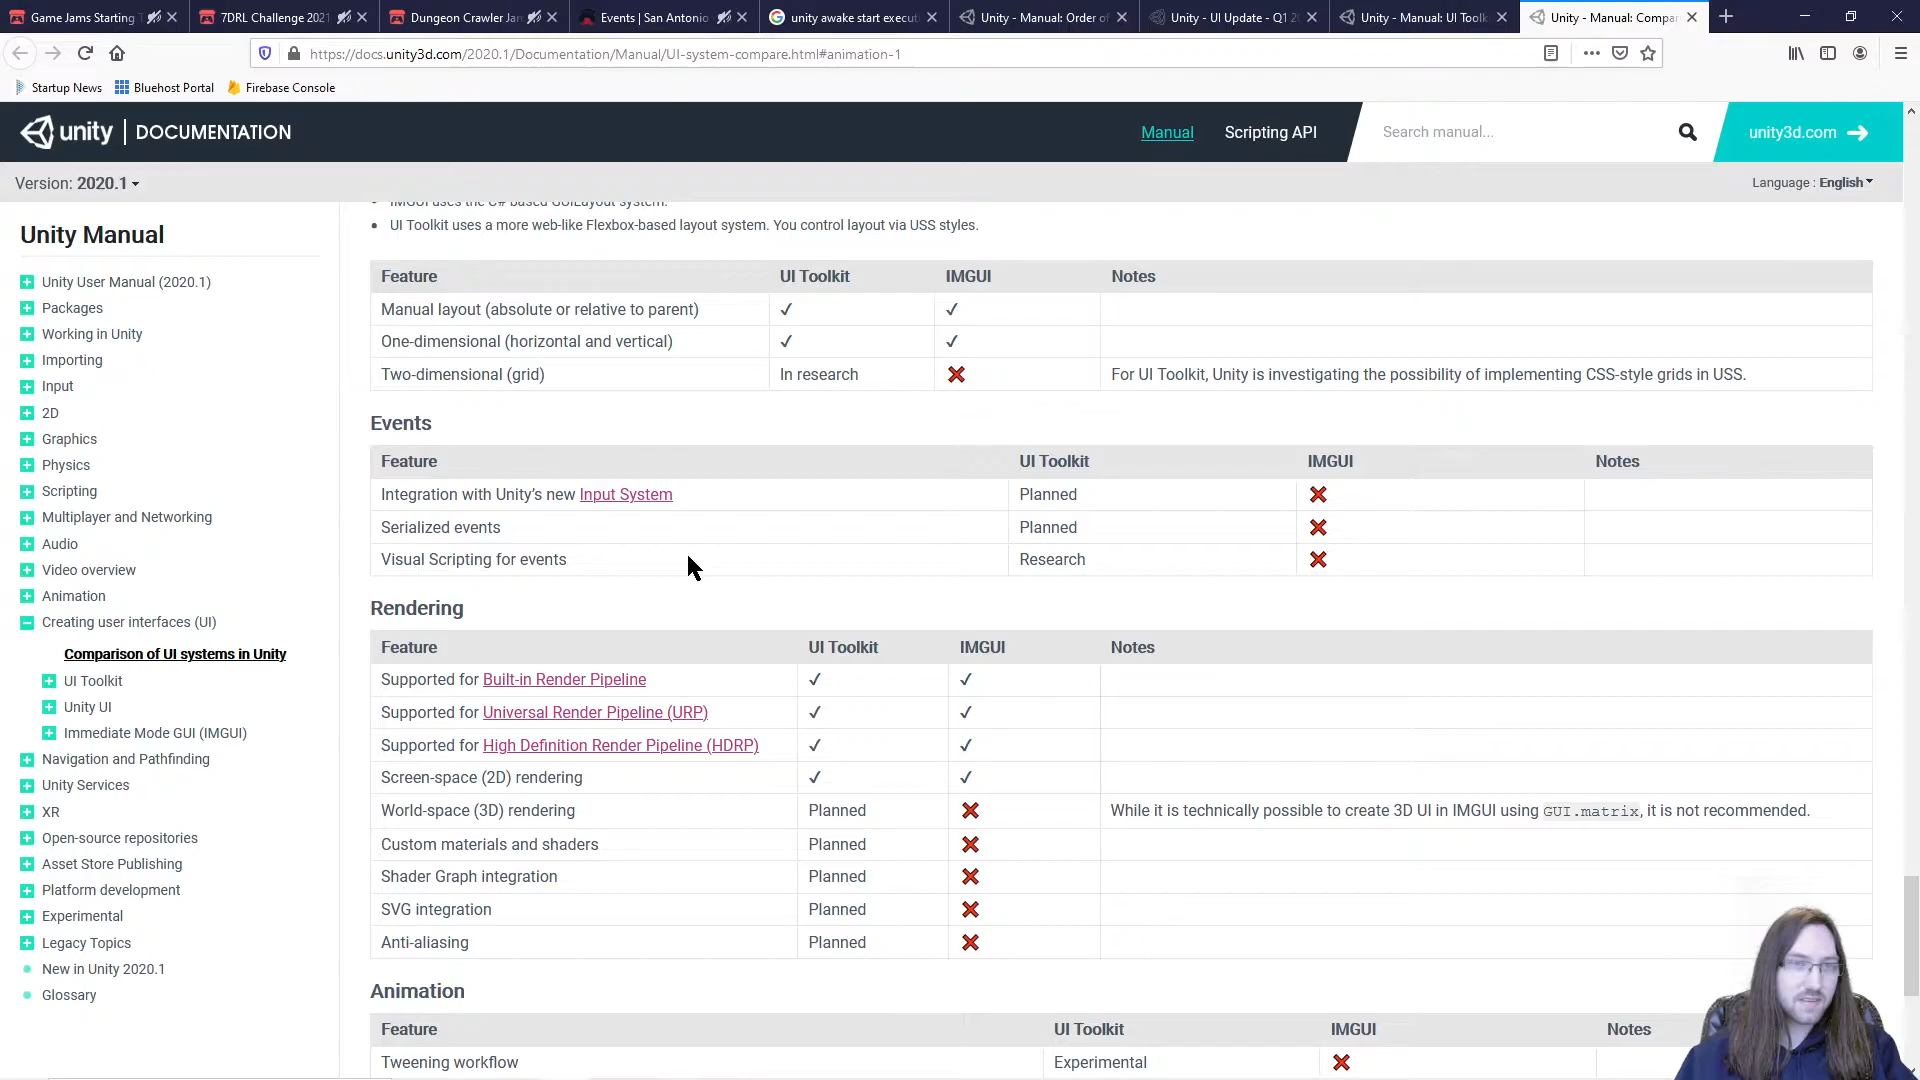 Game Jams Starting
7DRL Challenge 2021
Dungeon Crawler Jam
Events | San Antonio
unity awake start executi
Unity - Manual: Order of
Unity - UI Update - Q1 2
Unity - Manual: UI Toolk
Unity - Manual: Compar
https://docs.unity3d.com/2020.1/Documentation/Manual/UI-system-compare.html#animation-1
Startup News
Bluehost Portal
Firebase Console
unity | DOCUMENTATION
Manual
Scripting API
Search manual...
unity3d.com
Version: 2020.1
Language : English
Unity Manual
Unity User Manual (2020.1)
Packages
Working in Unity
Importing
Input
2D
Graphics
Physics
Scripting
Multiplayer and Networking
Audio
Video overview
Animation
Creating user interfaces (UI)
Comparison of UI systems in Unity
UI Toolkit
Unity UI
Immediate Mode GUI (IMGUI)
Navigation and Pathfinding
Unity Services
XR
Open-source repositories
Asset Store Publishing
Platform development
Experimental
Legacy Topics
New in Unity 2020.1
Glossary
IMGUI uses the C# based GUILayout system.
UI Toolkit uses a more web-like Flexbox-based layout system. You control layout via USS styles.
Feature UI Toolkit IMGUI Notes
Manual layout (absolute or relative to parent) ✓ ✓
One-dimensional (horizontal and vertical) ✓ ✓
Two-dimensional (grid) In research ❌ For UI Toolkit, Unity is investigating the possibility of implementing CSS-style grids in USS.
Events
Feature UI Toolkit IMGUI Notes
Integration with Unity’s new Input System Planned ❌
Serialized events Planned ❌
Visual Scripting for events Research ❌
Rendering
Feature UI Toolkit IMGUI Notes
Supported for Built-in Render Pipeline ✓ ✓
Supported for Universal Render Pipeline (URP) ✓ ✓
Supported for High Definition Render Pipeline (HDRP) ✓ ✓
Screen-space (2D) rendering ✓ ✓
World-space (3D) rendering Planned ❌ While it is technically possible to create 3D UI in IMGUI using GUI.matrix, it is not recommended.
Custom materials and shaders Planned ❌
Shader Graph integration Planned ❌
SVG integration Planned ❌
Anti-aliasing Planned ❌
Animation
Feature UI Toolkit IMGUI Notes
Tweening workflow Experimental ❌